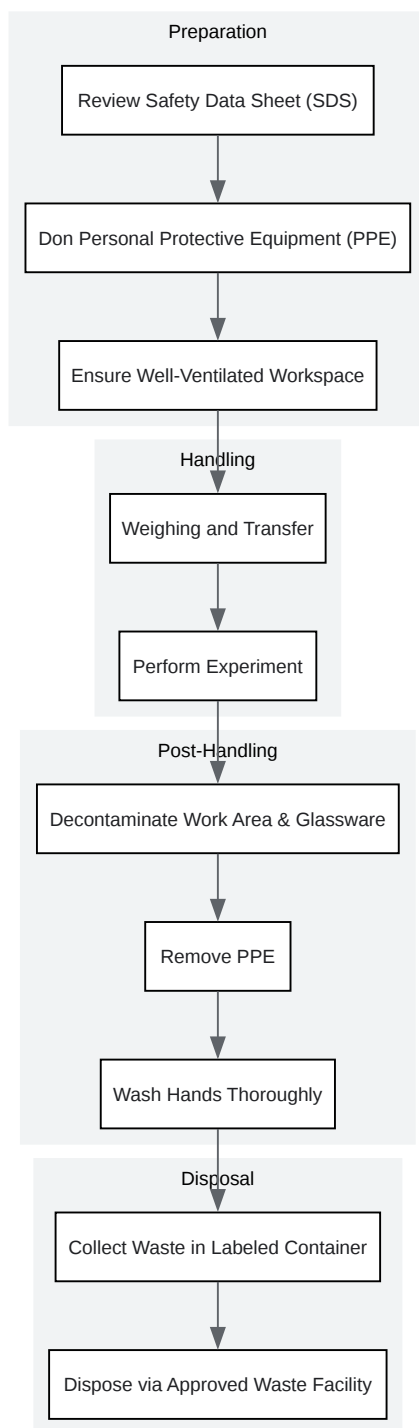 Preparation
Review Safety Data Sheet (SDS)
Don Personal Protective Equipment (PPE)
Ensure Well-Ventilated Workspace
Handling
Weighing and Transfer
Perform Experiment
Post-Handling
Decontaminate Work Area & Glassware
Remove PPE
Wash Hands Thoroughly
Disposal
Collect Waste in Labeled Container
Dispose via Approved Waste Facility